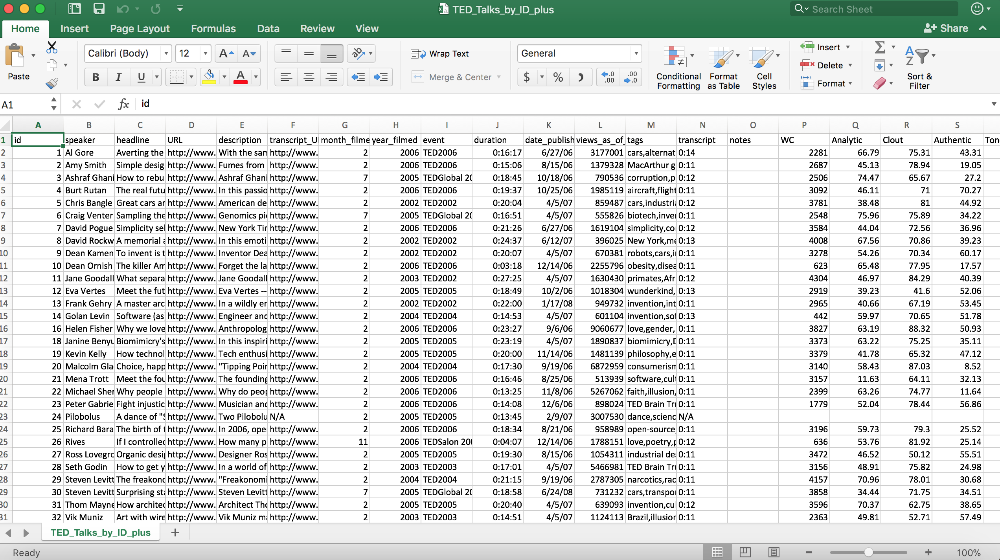 TED_Talks_by_ID_plus
Search Sheet
Home Insert Page Layout Formulas Data Review View Share
Paste
Calibri (Body) 12 A A
B I U A
Wrap Text
Merge & Center
General
$ % .0 .00 .00 .0
Conditional Formatting
Format as Table
Cell Styles
Insert
Delete
Format
Sort & Filter
A1 fx id
A B C D E F G H I J K L M N O P Q R S
1 id speaker headline URL description transcript_U month_filme year_filmed event duration date_publish views_as_of_ tags transcript notes WC Analytic Clout Authentic Ton
2 1 Al Gore Averting the http://www. With the sam http://www. 2 2006 TED2006 0:16:17 6/27/06 3177001 cars,alternat 0:14 2281 66.79 75.31 43.31
3 2 Amy Smith Simple desig http://www. Fumes from http://www. 2 2006 TED2006 0:15:06 8/15/06 1379328 MacArthur g 0:11 2687 45.13 78.94 19.05
4 3 Ashraf Ghani How to rebui http://www. Ashraf Ghani http://www. 7 2005 TEDGlobal 20 0:18:45 10/18/06 790536 corruption,p 0:12 2506 74.47 65.67 27.2
5 4 Burt Rutan The real futu http://www. In this passio http://www. 2 2006 TED2006 0:19:37 10/25/06 1985119 aircraft,flight 0:11 3092 46.11 71 70.27
6 5 Chris Bangle Great cars ar http://www. American de http://www. 2 2002 TED2002 0:20:04 4/5/07 859487 cars,industria 0:12 3781 38.48 81 44.92
7 6 Craig Venter Sampling the http://www. Genomics pi http://www. 7 2005 TEDGlobal 20 0:16:51 4/5/07 555826 biotech,inve 0:11 2548 75.96 75.89 34.22
8 7 David Pogue Simplicity sel http://www. New York Tir http://www. 2 2006 TED2006 0:21:26 6/27/06 1619104 simplicity,co 0:12 3584 44.04 72.56 36.96
9 8 David Rockw A memorial a http://www. In this emoti http://www. 2 2002 TED2002 0:24:37 6/12/07 396025 New York,me 0:13 4008 67.56 70.86 39.23
10 9 Dean Kamen To invent is t http://www. Inventor Dea http://www. 2 2002 TED2002 0:20:07 4/5/07 670381 robots,cars,i 0:11 3278 54.26 70.34 60.17
11 10 Dean Ornish The killer Am http://www. Forget the la http://www. 2 2006 TED2006 0:03:18 12/14/06 2255796 obesity,disea 0:11 623 65.48 77.95 17.57
12 11 Jane Goodall What separa http://www. Jane Goodall http://www. 2 2003 TED2002 0:27:25 4/5/07 1630430 primates,Afr 0:12 4304 46.97 84.29 40.39
13 12 Eva Vertes Meet the fut http://www. Eva Vertes -- http://www. 2 2005 TED2005 0:18:49 10/2/06 1018304 wunderkind, 0:13 2919 39.23 41.6 52.06
14 13 Frank Gehry A master arc http://www. In a wildly er http://www. 2 2002 TED2002 0:22:00 1/17/08 949732 invention,int 0:11 2965 40.66 67.19 53.45
15 14 Golan Levin Software (as) http://www. Engineer and http://www. 2 2004 TED2004 0:14:53 4/5/07 601104 invention,sof 0:13 442 59.97 70.65 51.78
16 16 Helen Fisher Why we love http://www. Anthropolog http://www. 2 2006 TED2006 0:23:27 9/6/06 9060677 love,gender, 0:11 3827 63.19 88.32 50.93
17 18 Janine Benyu Biomimicry's http://www. In this inspiri http://www. 2 2005 TED2005 0:23:19 4/5/07 1890837 biomimicry,D 0:11 3373 63.22 75.25 35.11
18 19 Kevin Kelly How technol http://www. Tech enthusi http://www. 2 2005 TED2005 0:20:00 11/14/06 1481139 philosophy,e 0:11 3379 41.78 65.32 47.12
19 20 Malcolm Gla Choice, happ http://www. "Tipping Poir http://www. 2 2004 TED2004 0:17:30 9/19/06 6872959 consumerism 0:11 3140 58.43 87.03 8.52
20 21 Mena Trott Meet the fou http://www. The founding http://www. 2 2006 TED2006 0:16:46 8/25/06 513939 software,cult 0:11 3157 11.63 64.11 32.13
21 22 Michael Sher Why people http://www. Why do peop http://www. 2 2006 TED2006 0:13:25 11/8/06 5267062 faith,illusion, 0:11 2399 63.26 74.77 11.64
22 23 Peter Gabrie Fight injustic http://www. Musician and http://www. 2 2006 TED2006 0:14:08 12/6/06 898024 TED Brain Tru 0:11 1779 52.04 78.44 56.86
23 24 Pilobolus A dance of "S http://www. Two Pilobolu N/A 2 2005 TED2005 0:13:45 2/9/07 3007530 dance,scienc N/A
24 25 Richard Bara The birth of t http://www. In 2006, ope http://www. 2 2006 TED2006 0:18:34 8/21/06 958989 open-source, 0:11 3196 59.73 79.3 25.52
25 26 Rives If I controlled http://www. How many p http://www. 11 2006 TEDSalon 200 0:04:07 12/14/06 1788151 love,poetry,p 0:12 636 53.76 81.92 25.14
26 27 Ross Lovegro Organic desig http://www. Designer Ros http://www. 2 2005 TED2005 0:19:30 8/15/06 1054311 industrial des 0:11 3472 46.52 50.12 55.51
27 28 Seth Godin How to get y http://www. In a world of http://www. 2 2003 TED2003 0:17:01 4/5/07 5466981 TED Brain Tru 0:11 3156 48.91 75.82 24.98
28 29 Steven Levitt The freakono http://www. "Freakonomi http://www. 2 2004 TED2004 0:21:15 9/19/06 2787305 narcotics,rac 0:11 4157 70.96 78.01 30.68
29 30 Steven Levitt Surprising sta http://www. Steven Levitt http://www. 7 2005 TEDGlobal 20 0:18:58 6/24/08 731232 cars,transpo 0:11 3858 34.44 71.75 34.51
30 31 Thom Mayne How architec http://www. Architect Tho http://www. 2 2005 TED2005 0:20:40 4/5/07 639093 invention,cul 0:12 3596 70.37 62.75 38.65
31 32 Vik Muniz Art with wire http://www. Vik Muniz ma http://www. 2 2003 TED2003 0:14:51 4/5/07 1124113 Brazil,illusion 0:11 2363 49.81 52.71 57.49
TED_Talks_by_ID_plus +
Ready 100%